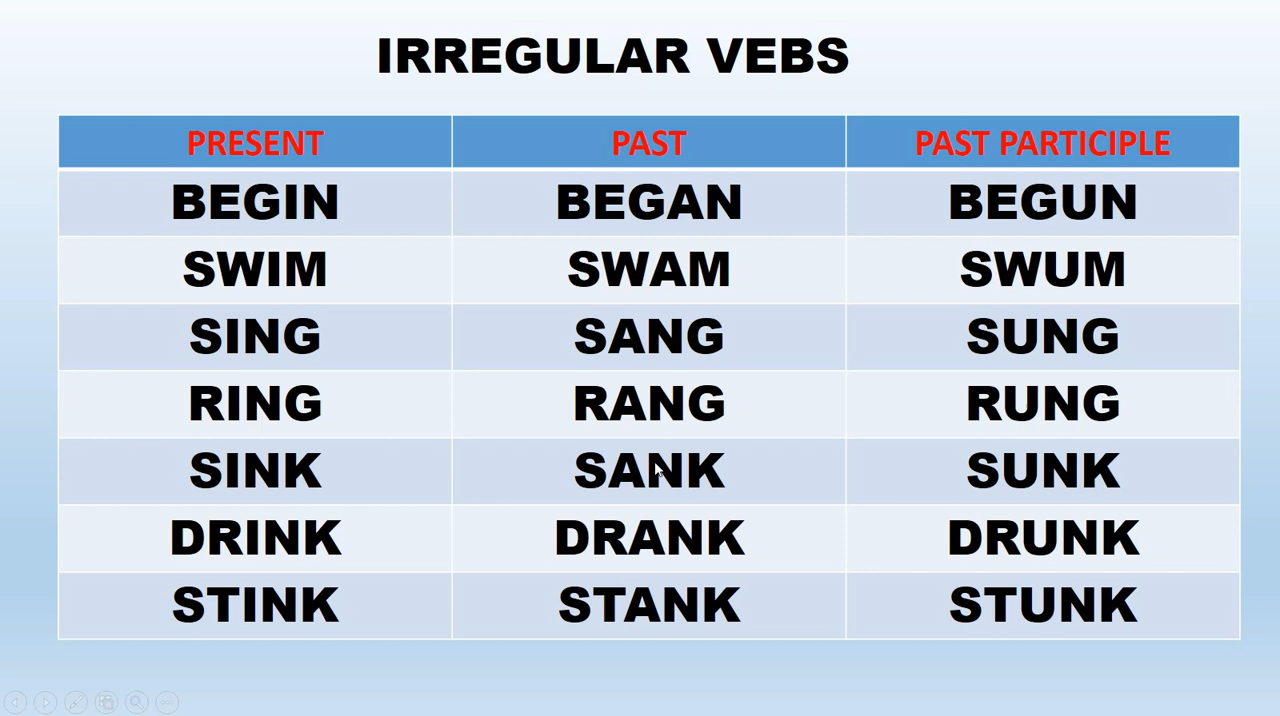 IRREGULAR VEBS
PRESENT PAST PAST PARTICIPLE
BEGIN BEGAN BEGUN
SWIM SWAM SWUM
SING SANG SUNG
RING RANG RUNG
SINK SANK SUNK
DRINK DRANK DRUNK
STINK STANK STUNK